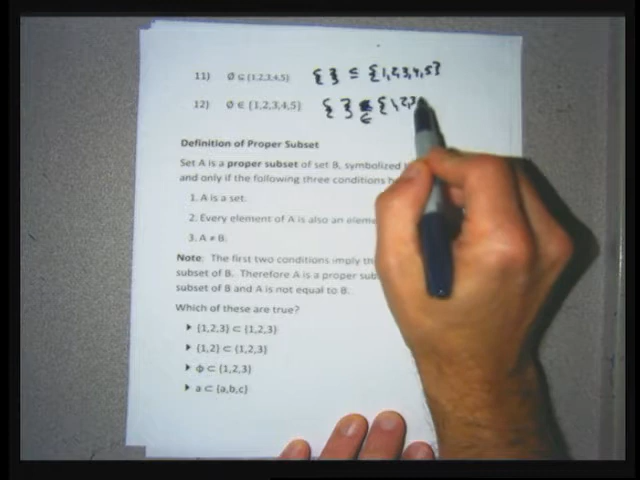 11) Ø ⊆ {1,2,3,4,5} { } ⊆ {1,2,3,4,5}
12) Ø ∈ {1,2,3,4,5} { } ∈ {1,2,3
Definition of Proper Subset
Set A is a proper subset of set B, symbolized
and only if the following three conditions
1. A is a set.
2. Every element of A is also an
3. A ≠ B.
Note: The first two conditions imply
subset of B. Therefore A is a proper
subset of B and A is not equal to B.
Which of these are true?
▸ {1,2,3} ⊂ {1,2,3}
▸ {1,2} ⊂ {1,2,3}
▸ ϕ ⊂ {1,2,3}
▸ a ⊂ {a,b,c}